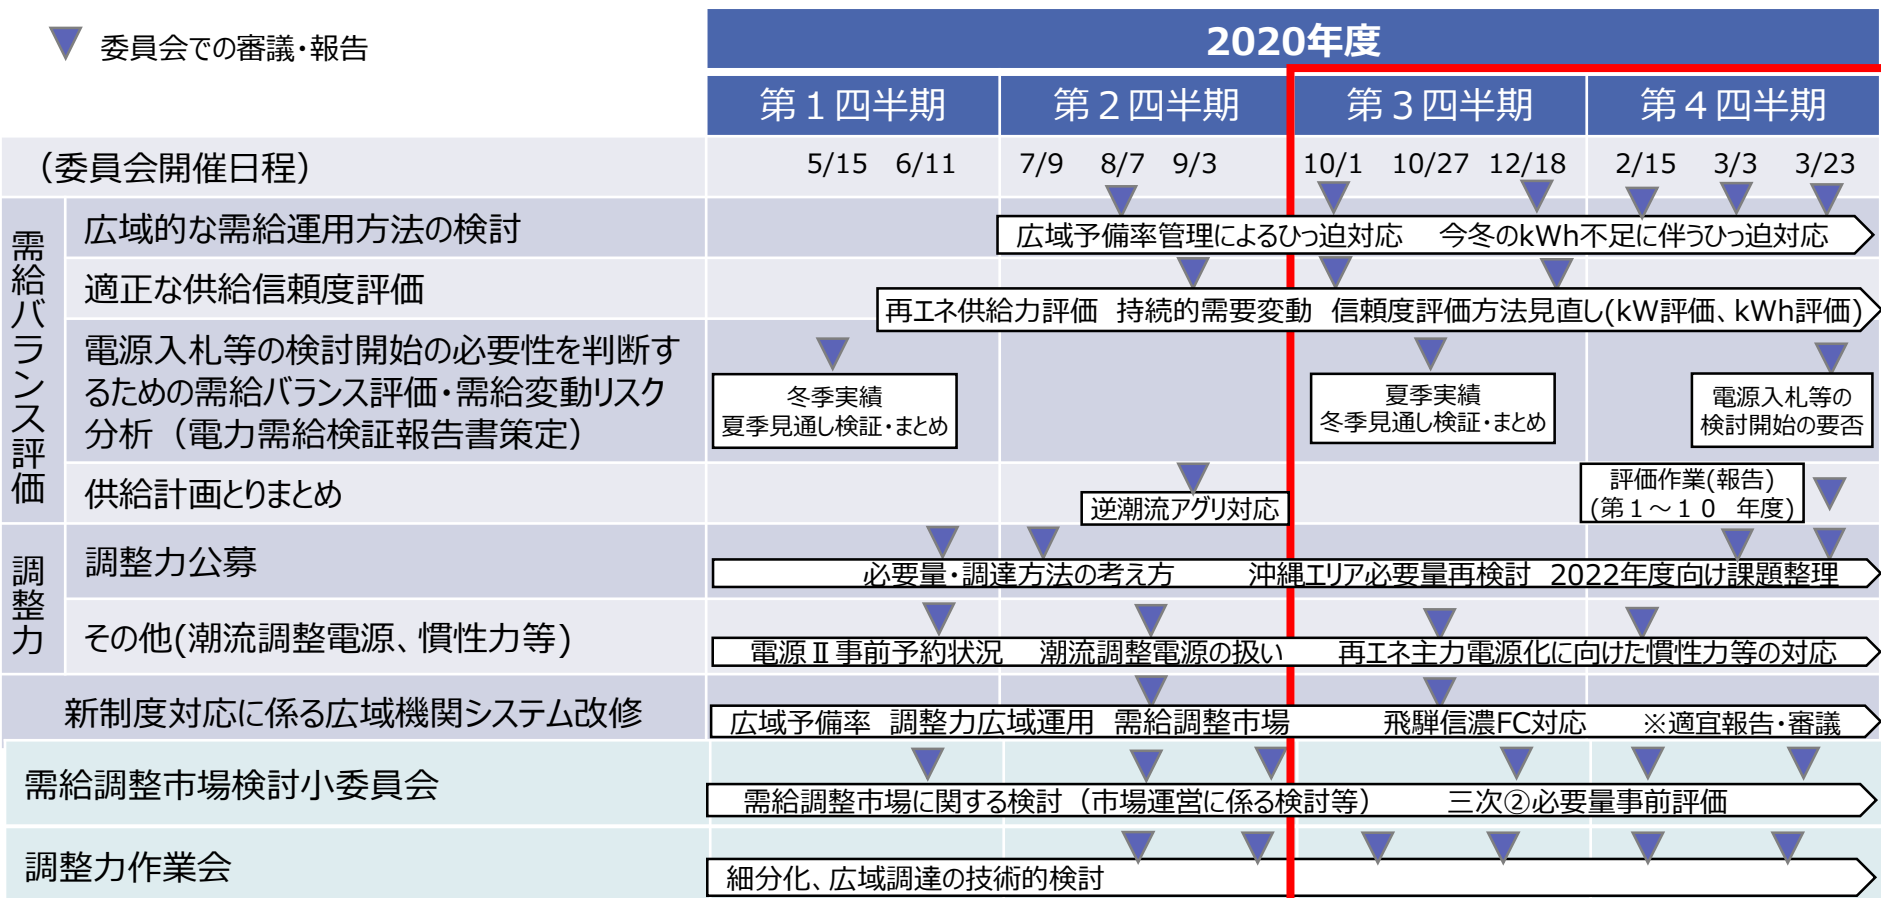 委員会での審議・報告
2020年度
第１四半期 第２四半期 第３四半期 第４四半期
(委員会開催日程) 5/15 6/11 7/9 8/7 9/3 10/1 10/27 12/18 2/15 3/3 3/23
需給バランス評価
広域的な需給運用方法の検討
広域予備率管理によるひっ迫対応 今冬のkWh不足に伴うひっ迫対応
適正な供給信頼度評価
再エネ供給力評価 持続的需要変動 信頼度評価方法見直し(kW評価、kWh評価)
電源入札等の検討開始の必要性を判断す
るための需給バランス評価・需給変動リスク
分析（電力需給検証報告書策定）
冬季実績
夏季見通し検証・まとめ
夏季実績
冬季見通し検証・まとめ
電源入札等の
検討開始の要否
供給計画とりまとめ
逆潮流アグリ対応
評価作業(報告)
(第１～１０ 年度)
調整力
調整力公募
必要量・調達方法の考え方 沖縄エリア必要量再検討 2022年度向け課題整理
その他(潮流調整電源、慣性力等)
電源Ⅱ事前予約状況 潮流調整電源の扱い 再エネ主力電源化に向けた慣性力等の対応
新制度対応に係る広域機関システム改修
広域予備率 調整力広域運用 需給調整市場 飛騨信濃FC対応 ※適宜報告・審議
需給調整市場検討小委員会
需給調整市場に関する検討（市場運営に係る検討等） 三次②必要量事前評価
調整力作業会
細分化、広域調達の技術的検討